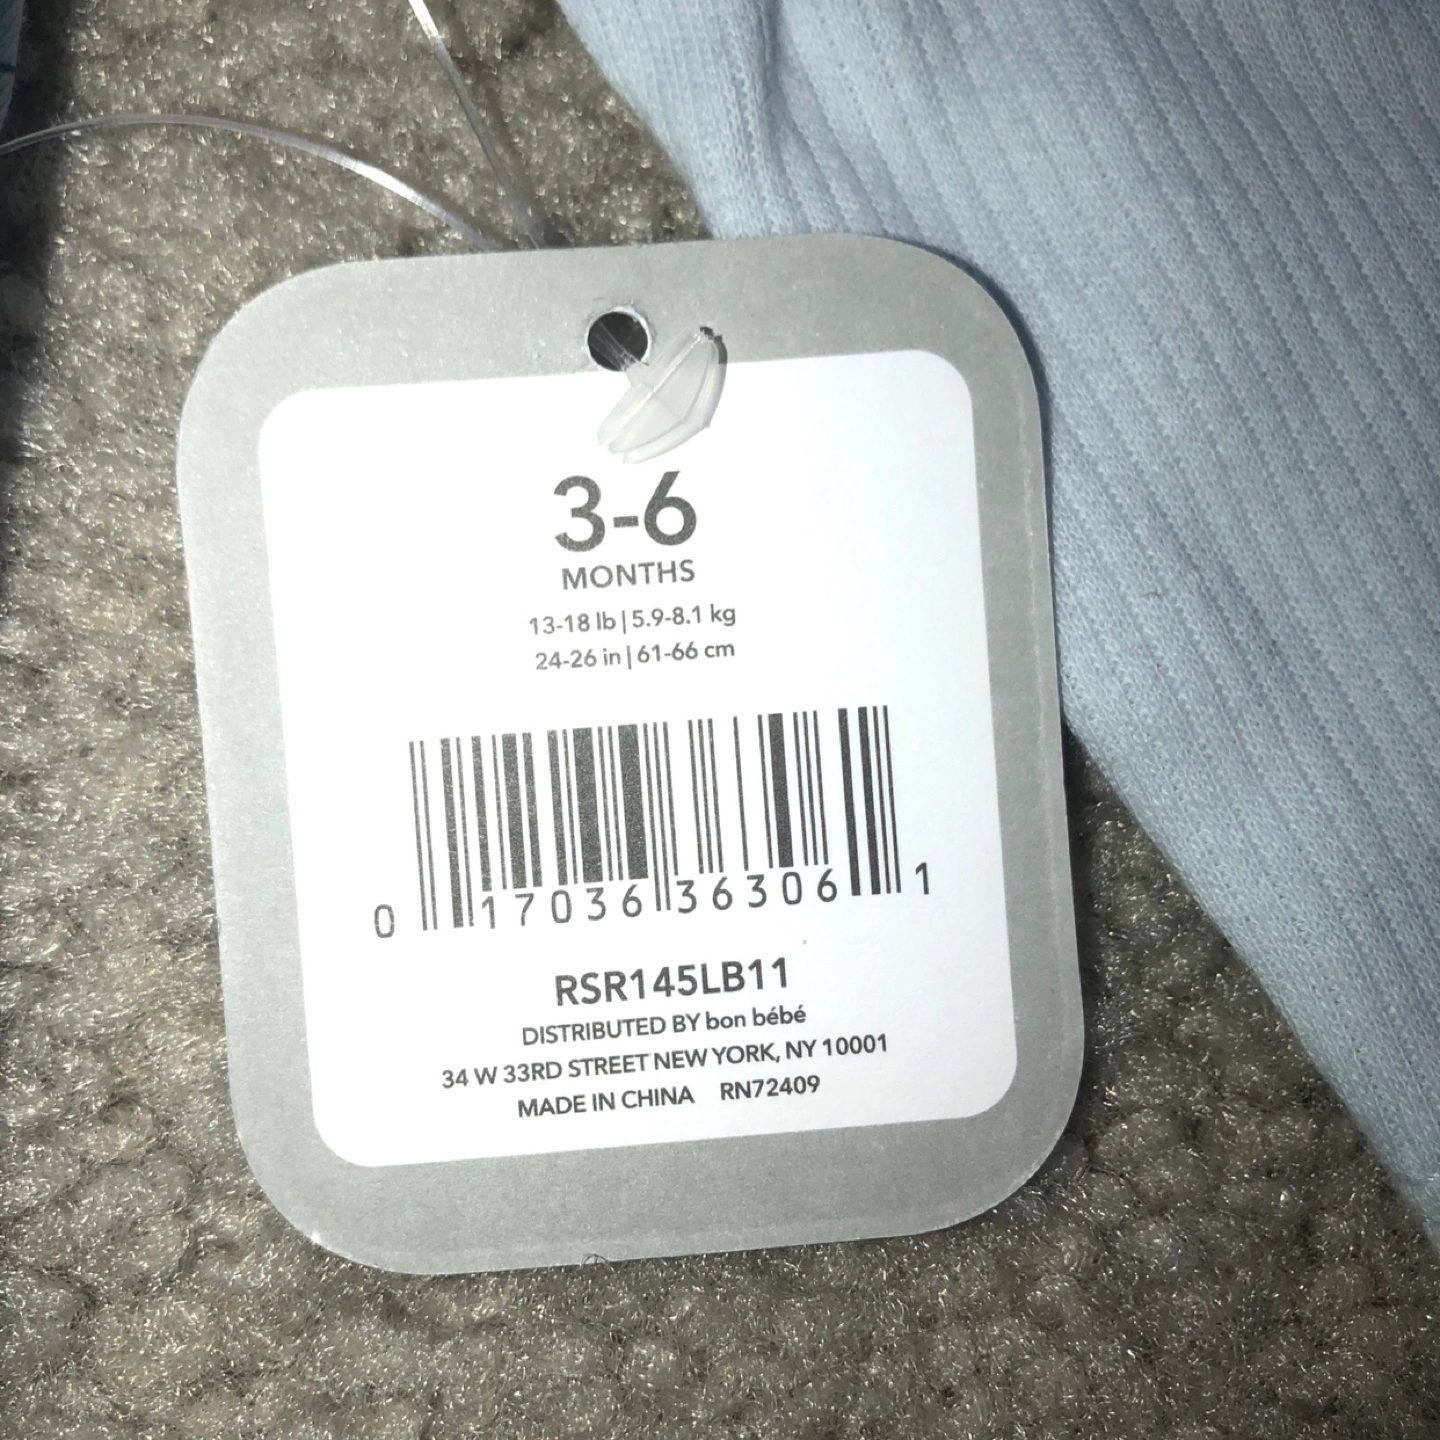 3-6
MONTHS
13-18 lb | 5.9-8.1 kg
24-26 in | 61-66 cm
0 17036 36306 1
RSR145LB11
DISTRIBUTED BY bon bébé
34 W 33RD STREET NEW YORK, NY 10001
MADE IN CHINA RN72409